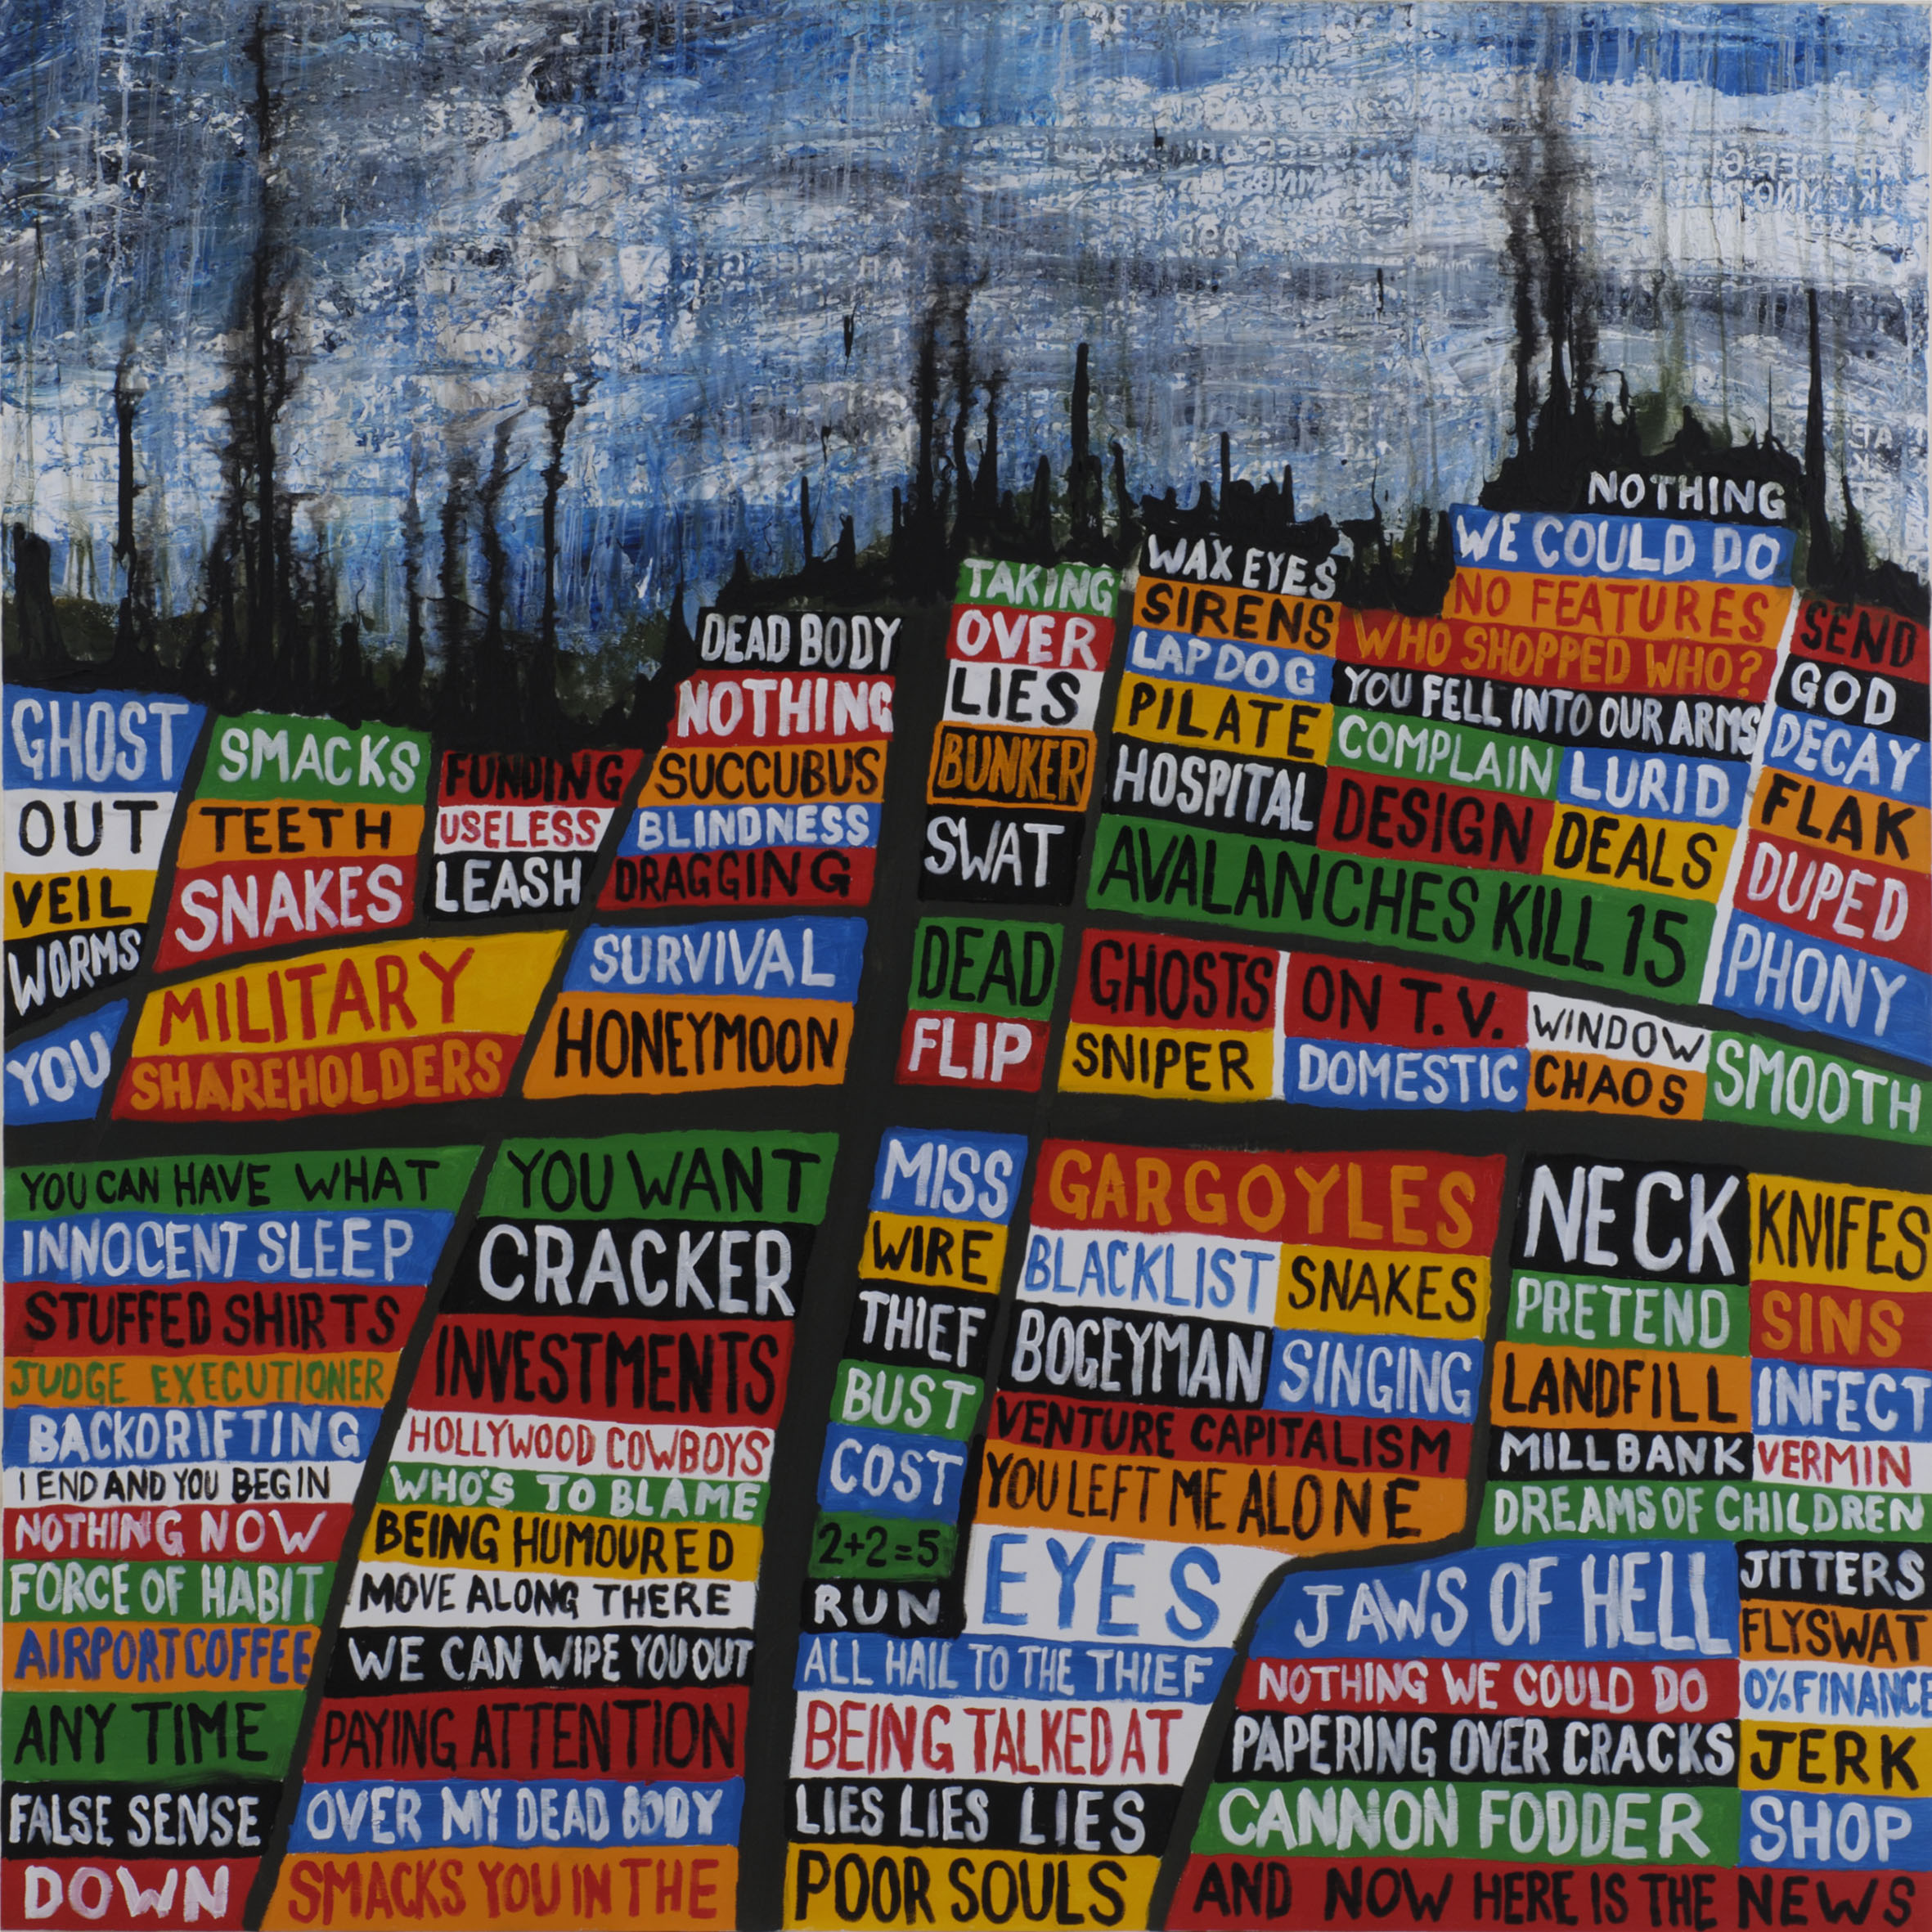 NOTHING
WE COULD DO
NO FEATURES
WHO SHOPPED WHO?
YOU FELL INTO OUR ARMS
COMPLAIN
LURID
DESIGN
DEALS
WAX EYES
SIRENS
LAPDOG
PILATE
HOSPITAL
AVALANCHES KILL 15
SEND
GOD
DECAY
FLAK
DUPED
PHONY
TAKING
OVER
LIES
BUNKER
SWAT
DEAD
FLIP
DEAD BODY
NOTHING
SUCCUBUS
BLINDNESS
DRAGGING
SURVIVAL
HONEYMOON
FUNDING
USELESS
LEASH
SMACKS
TEETH
SNAKES
MILITARY
SHAREHOLDERS
GHOST
OUT
VEIL
WORMS
YOU
GHOSTS
ON T.V.
WINDOW
SMOOTH
SNIPER
DOMESTIC
CHAOS
YOU CAN HAVE WHAT
INNOCENT SLEEP
STUFFED SHIRTS
JUDGE EXECUTIONER
BACKDRIFTING
I END AND YOU BEGIN
NOTHING NOW
FORCE OF HABIT
AIRPORT COFFEE
ANY TIME
FALSE SENSE
DOWN
YOU WANT
CRACKER
INVESTMENTS
HOLLYWOOD COWBOYS
WHO'S TO BLAME
BEING HUMOURED
MOVE ALONG THERE
WE CAN WIPE YOU OUT
PAYING ATTENTION
OVER MY DEAD BODY
SMACKS YOU IN THE
MISS
WIRE
THIEF
BUST
COST
2+2=5
RUN
GARGOYLES
BLACKLIST
SNAKES
BOGEYMAN
SINGING
VENTURE CAPITALISM
YOU LEFT ME ALONE
EYES
ALL HAIL TO THE THIEF
BEING TALKED AT
LIES LIES LIES
POOR SOULS
NECK
KNIFES
PRETEND
SINS
LANDFILL
INFECT
MILLBANK
VERMIN
DREAMS OF CHILDREN
JAWS OF HELL
JITTERS
FLYSWAT
NOTHING WE COULD DO
0% FINANCE
PAPERING OVER CRACKS
JERK
CANNON FODDER
SHOP
AND NOW HERE IS THE NEWS